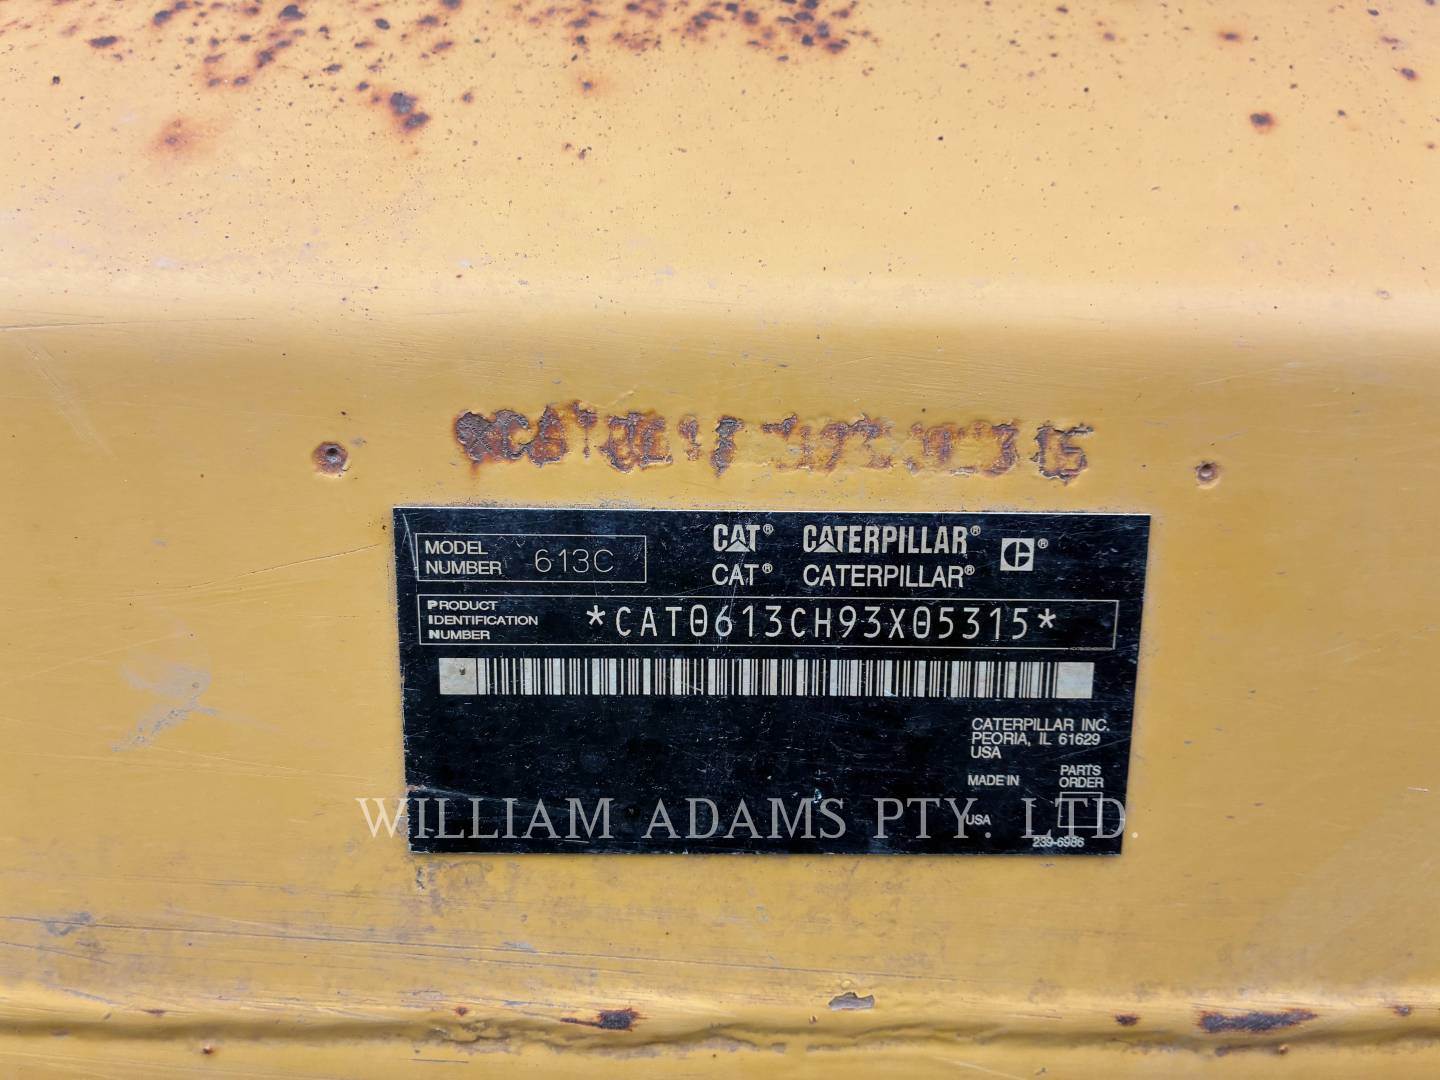 MODEL NUMBER 613C
CAT® CATERPILLAR® C®
CAT® CATERPILLAR®
PRODUCT IDENTIFICATION NUMBER *CAT0613CH93X05315*
CATERPILLAR INC.
PEORIA, IL 61629
USA
MADE IN
USA
PARTS
ORDER
239-6986
WILLIAM ADAMS PTY. LTD.